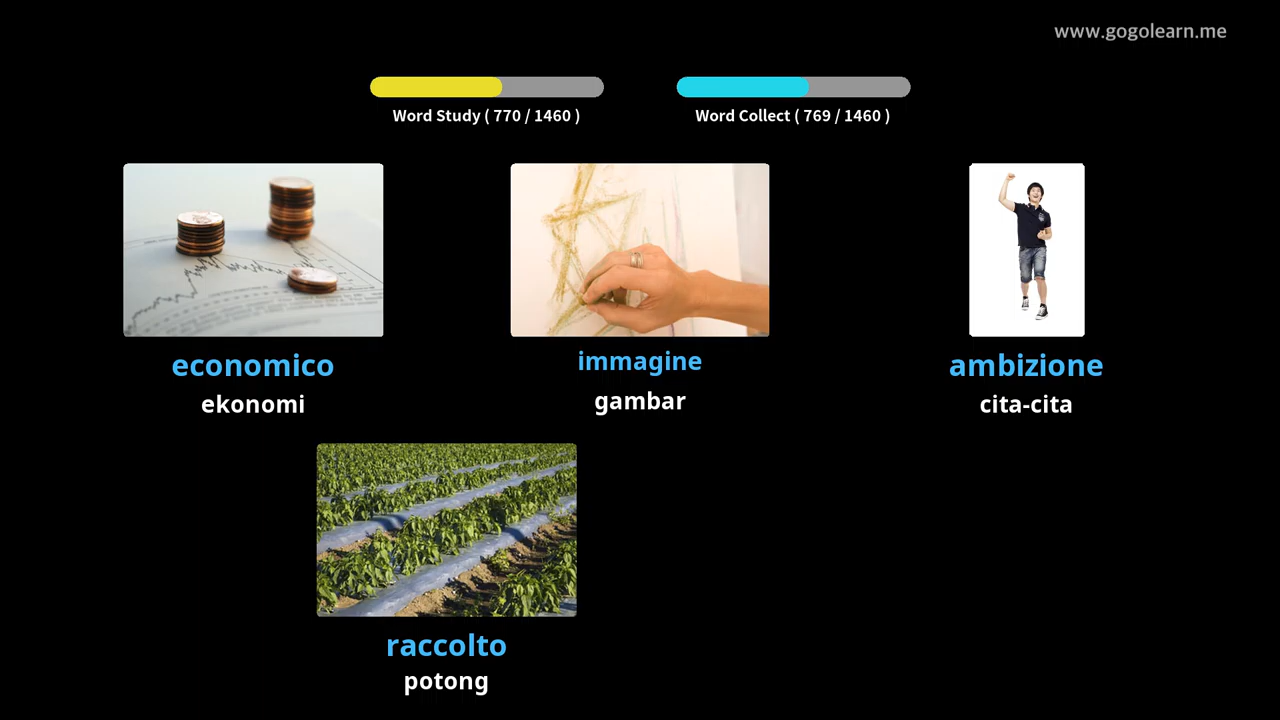 www.gogolearn.me
Word Study ( 770 / 1460 )
Word Collect ( 769 / 1460 )
economico
ekonomi
immagine
gambar
ambizione
cita-cita
raccolto
potong